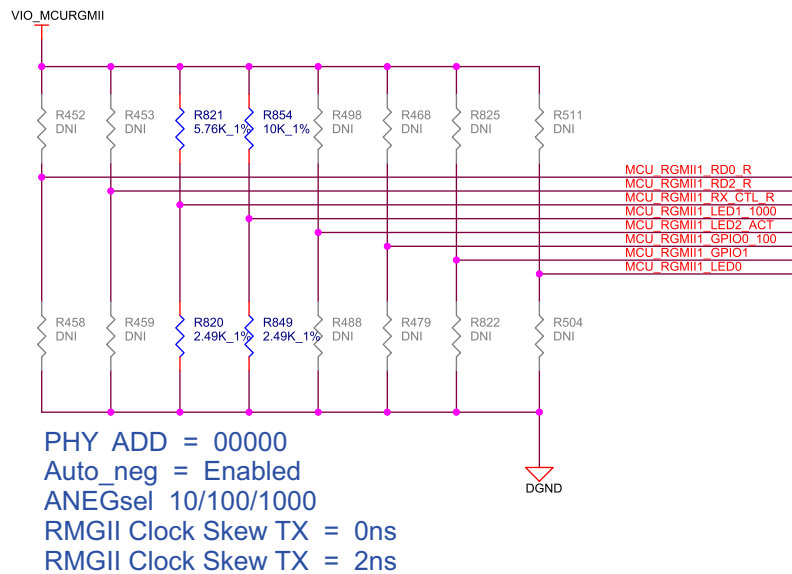 VIO_MCURGMII
R452 R453 R821 R854 R498 R468 R825 R511
DNI DNI 5.76K_1% 10K_1% DNI DNI DNI DNI
MCU_RGMII1_RD0_R
MCU_RGMII1_RD2_R
MCU_RGMII1_RX_CTL_R
MCU_RGMII1_LED1_1000
MCU_RGMII1_LED2_ACT
MCU_RGMII1_GPIO0_100
MCU_RGMII1_GPIO1
MCU_RGMII1_LED0
R458 R459 R820 R849 R488 R479 R822 R504
DNI DNI 2.49K_1% 2.49K_1% DNI DNI DNI DNI
PHY ADD = 00000
Auto_neg = Enabled
ANEGsel 10/100/1000
RMGII Clock Skew TX = 0ns
RMGII Clock Skew TX = 2ns
DGND